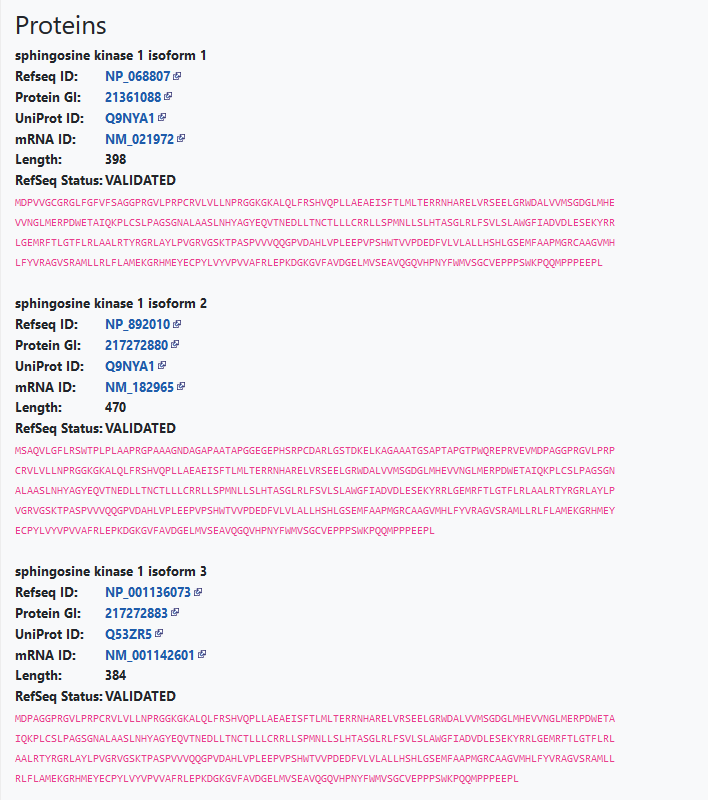 Proteins
sphingosine kinase 1 isoform 1
Refseq ID: NP_068807
Protein GI: 21361088
UniProt ID: Q9NYA1
mRNA ID: NM_021972
Length: 398
RefSeq Status: VALIDATED
MDPVVGCGRGLFGFVFSAGGPRGVLPRPCRVLVLLNPRGGKGKALQLFRSHVQPLLAEAEISFTLMLTERRNHARELVRSEELGRWDALVVMSGDGLMHE
VVNGLMERPDWETAIQKPLCSLPAGSGNALAASLNHYAGYEQVTNEDLLTNCTLLLCRRLLSPMNLLSLHTASGLRLFSVLSLAWGFIADVDLESEKYRR
LGEMRFTLGTFLRLAALRTYRGRLAYLPVGRVGSKTPASPVVVQQGPVDAHLVPLEEPVPSHWTVVPDEDFVLVLALLHSHLGSEMFAAPMGRCAAGVMH
LFYVRAGVSRAMLLRLFLAMEKGRHMEYECPYLVYVPVVAFRLEPKDGKGVFAVDGELMVSEAVQGQVHPNYFWMVSGCVEPPPSWKPQQMPPPEEPL
sphingosine kinase 1 isoform 2
Refseq ID: NP_892010
Protein GI: 217272880
UniProt ID: Q9NYA1
mRNA ID: NM_182965
Length: 470
RefSeq Status: VALIDATED
MSAQVLGFLRSWTPLPLAAPRGPAAAGNDAGAPAATAPGGEGEPHSRPCDARLGSTDKELKAGAAATGSAPTAPGTPWQREPRVEVMDPAGGPRGVLPRP
CRVLVLLNPRGGKGKALQLFRSHVQPLLAEAEISFTLMLTERRNHARELVRSEELGRWDALVVMSGDGLMHEVVNGLMERPDWETAIQKPLCSLPAGSGN
ALAASLNHYAGYEQVTNEDLLTNCTLLLCRRLLSPMNLLSLHTASGLRLFSVLSLAWGFIADVDLESEKYRRLGEMRFTLGTFLRLAALRTYRGRLAYLP
VGRVGSKTPASPVVVQQGPVDAHLVPLEEPVPSHWTVVPDEDFVLVLALLHSHLGSEMFAAPMGRCAAGVMHLFYVRAGVSRAMLLRLFLAMEKGRHMEY
ECPYLVYVPVVAFRLEPKDGKGVFAVDGELMVSEAVQGQVHPNYFWMVSGCVEPPPSWKPQQMPPPEEPL
sphingosine kinase 1 isoform 3
Refseq ID: NP_001136073
Protein GI: 217272883
UniProt ID: Q53ZR5
mRNA ID: NM_001142601
Length: 384
RefSeq Status: VALIDATED
MDPAGGPRGVLPRPCRVLVLLNPRGGKGKALQLFRSHVQPLLAEAEISFTLMLTERRNHARELVRSEELGRWDALVVMSGDGLMHEVVNGLMERPDWETA
IQKPLCSLPAGSGNALAASLNHYAGYEQVTNEDLLTNCTLLLCRRLLSPMNLLSLHTASGLRLFSVLSLAWGFIADVDLESEKYRRLGEMRFTLGTFLRL
AALRTYRGRLAYLPVGRVGSKTPASPVVVQQGPVDAHLVPLEEPVPSHWTVVPDEDFVLVLALLHSHLGSEMFAAPMGRCAAGVMHLFYVRAGVSRAMLL
RLFLAMEKGRHMEYECPYLVYVPVVAFRLEPKDGKGVFAVDGELMVSEAVQGQVHPNYFWMVSGCVEPPPSWKPQQMPPPEEPL